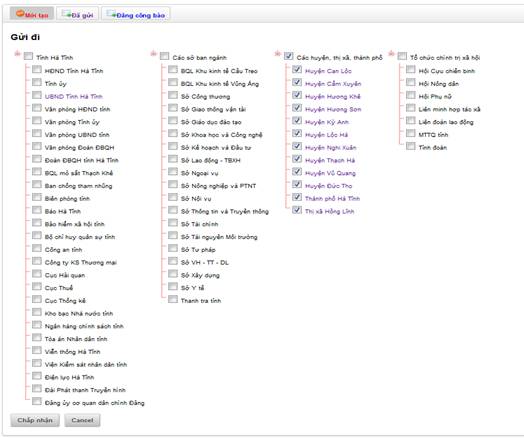 Mới tạo
Đã gửi
Đăng công báo
Gửi đi
Tỉnh Hà Tĩnh
HĐND Tỉnh Hà Tĩnh
Tỉnh ủy
UBND Tỉnh Hà Tĩnh
Văn phòng HĐND tỉnh
Văn phòng Tỉnh ủy
Văn phòng UBND tỉnh
Văn phòng Đoàn ĐBQH
Đoàn ĐBQH tỉnh Hà Tĩnh
BQL mỏ sắt Thạch Khê
Ban chống tham nhũng
Biên phòng tỉnh
Báo Hà Tĩnh
Bảo hiểm xã hội tỉnh
Bộ chỉ huy quân sự tỉnh
Công an tỉnh
Công ty KS Thương mại
Cục Hải quan
Cục Thuế
Cục Thống kê
Kho bạc Nhà nước tỉnh
Ngân hàng chính sách tỉnh
Tòa án Nhân dân tỉnh
Viễn thông Hà Tĩnh
Viện Kiểm sát nhân dân tỉnh
Điện lực Hà Tĩnh
Đài Phát thanh Truyền hình
Đảng ủy cơ quan dân chính Đảng
Các sở ban ngành
BQL Khu kinh tế Cầu Treo
BQL Khu kinh tế Vũng Áng
Sở Công thương
Sở Giao thông vận tải
Sở Giáo dục đào tạo
Sở Khoa học và Công nghệ
Sở Kế hoạch và Đầu tư
Sở Lao động - TBXH
Sở Ngoại vụ
Sở Nông nghiệp và PTNT
Sở Nội vụ
Sở Thông tin và Truyền thông
Sở Tài chính
Sở Tài nguyên Môi trường
Sở Tư pháp
Sở VH - TT - DL
Sở Xây dựng
Sở Y tế
Thanh tra tỉnh
Các huyện, thị xã, thành phố
Huyện Can Lộc
Huyện Cẩm Xuyên
Huyện Hương Khê
Huyện Hương Sơn
Huyện Kỳ Anh
Huyện Lộc Hà
Huyện Nghi Xuân
Huyện Thạch Hà
Huyện Vũ Quang
Huyện Đức Thọ
Thành phố Hà Tĩnh
Thị xã Hồng Lĩnh
Tổ chức chính trị xã hội
Hội Cựu chiến binh
Hội Nông dân
Hội Phụ nữ
Liên minh hợp tác xã
Liên đoàn lao động
MTTQ tỉnh
Tỉnh đoàn
Chấp nhận
Cancel